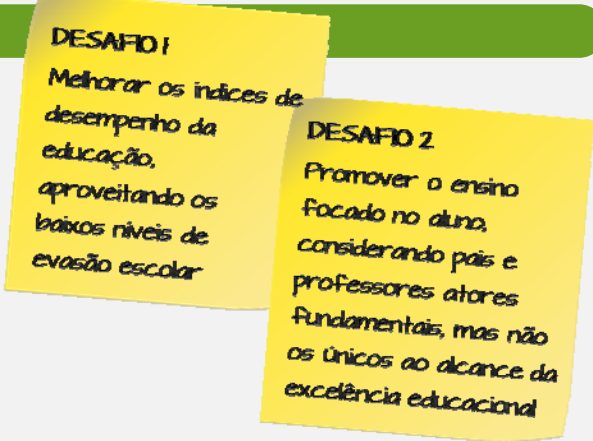 DESAFIO 1
Melhorar os índices de
desempenho da
educação,
aproveitando os
baixos níveis de
evasão escolar
DESAFIO 2
Promover o ensino
focado no aluno,
considerando pais e
professores atores
fundamentais, mas não
os únicos ao alcance da
excelência educacional